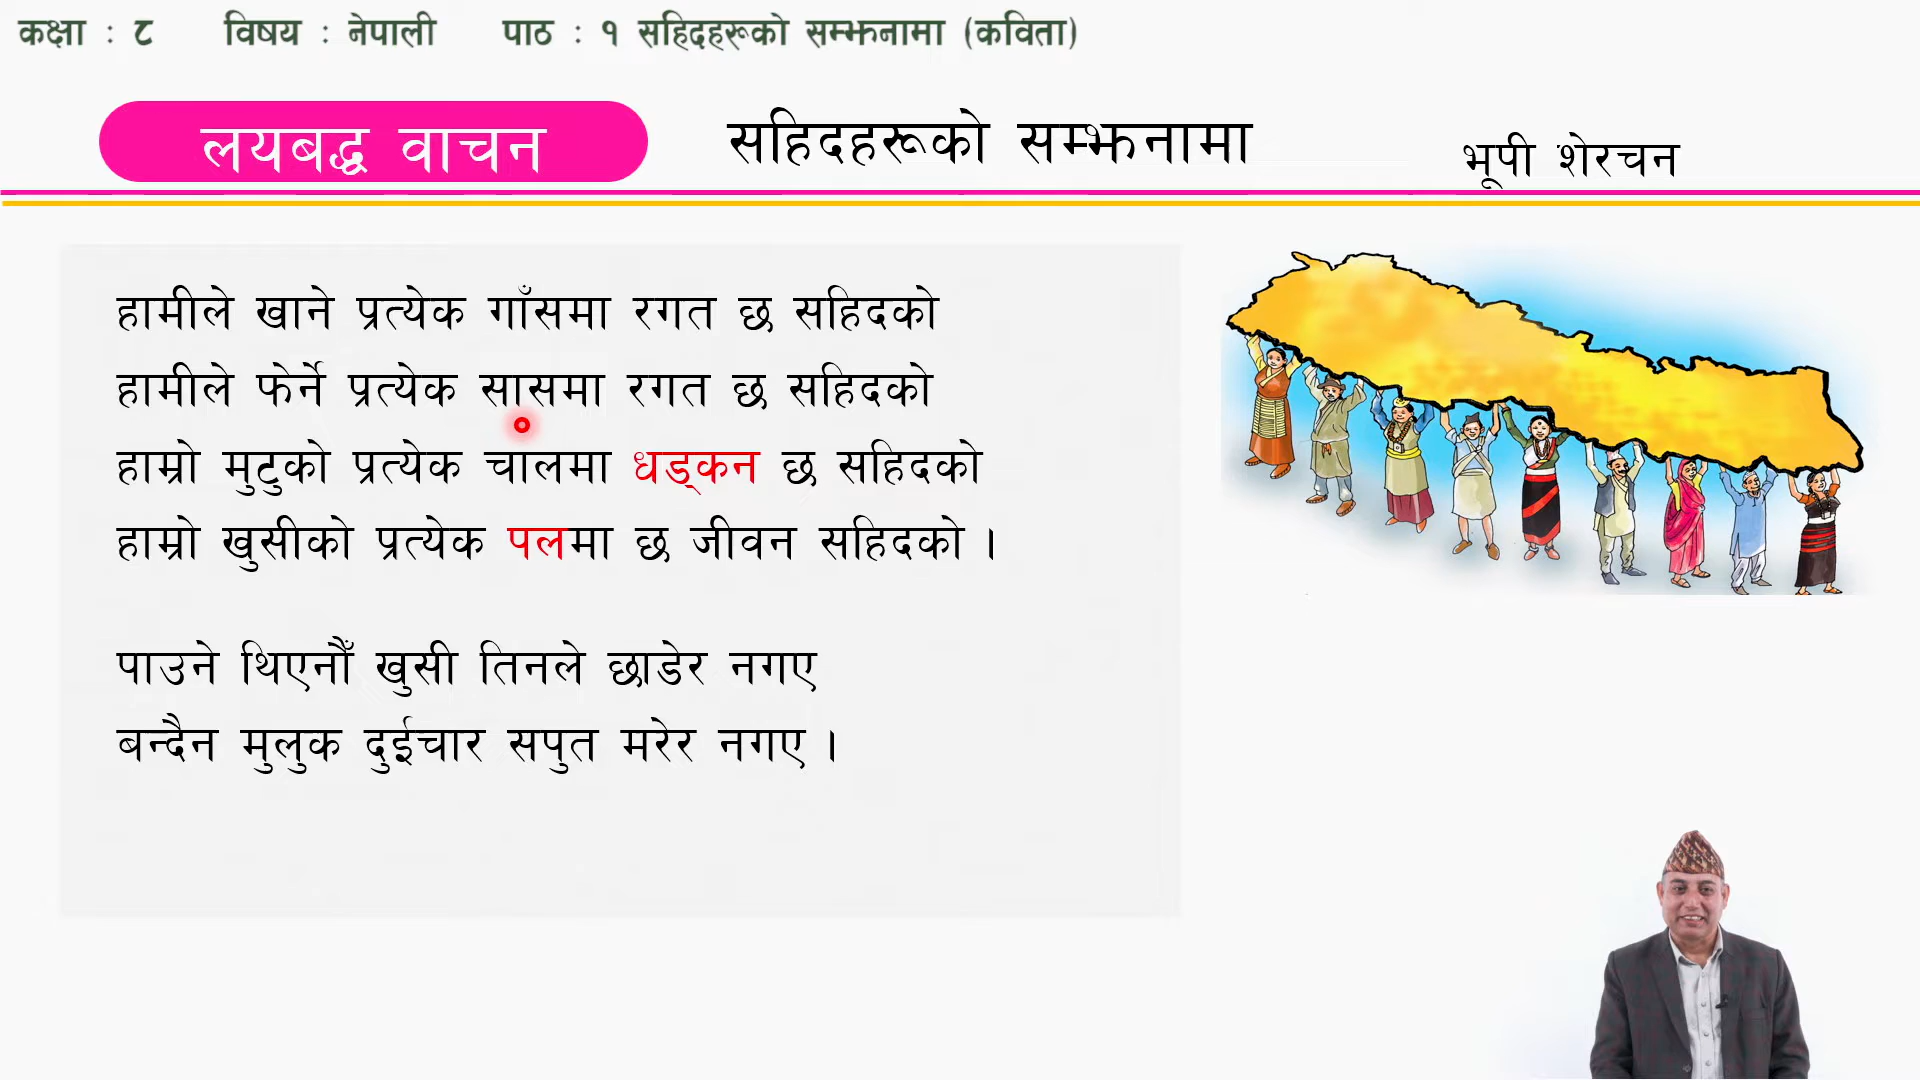 कक्षा : ८ विषय : नेपाली पाठ : १ सहिदहरूको सम्झनामा (कविता)
लयबद्ध वाचन सहिदहरूको सम्झनामा भूपी शेरचन
हामीले खाने प्रत्येक गाँसमा रगत छ सहिदको
हामीले फेर्ने प्रत्येक सासमा रगत छ सहिदको
हाम्रो मुटुको प्रत्येक चालमा धड्कन छ सहिदको
हाम्रो खुसीको प्रत्येक पलमा छ जीवन सहिदको ।
पाउने थिएनौँ खुसी तिनले छाडेर नगए
बन्दैन मुलुक दुईचार सपुत मरेर नगए ।